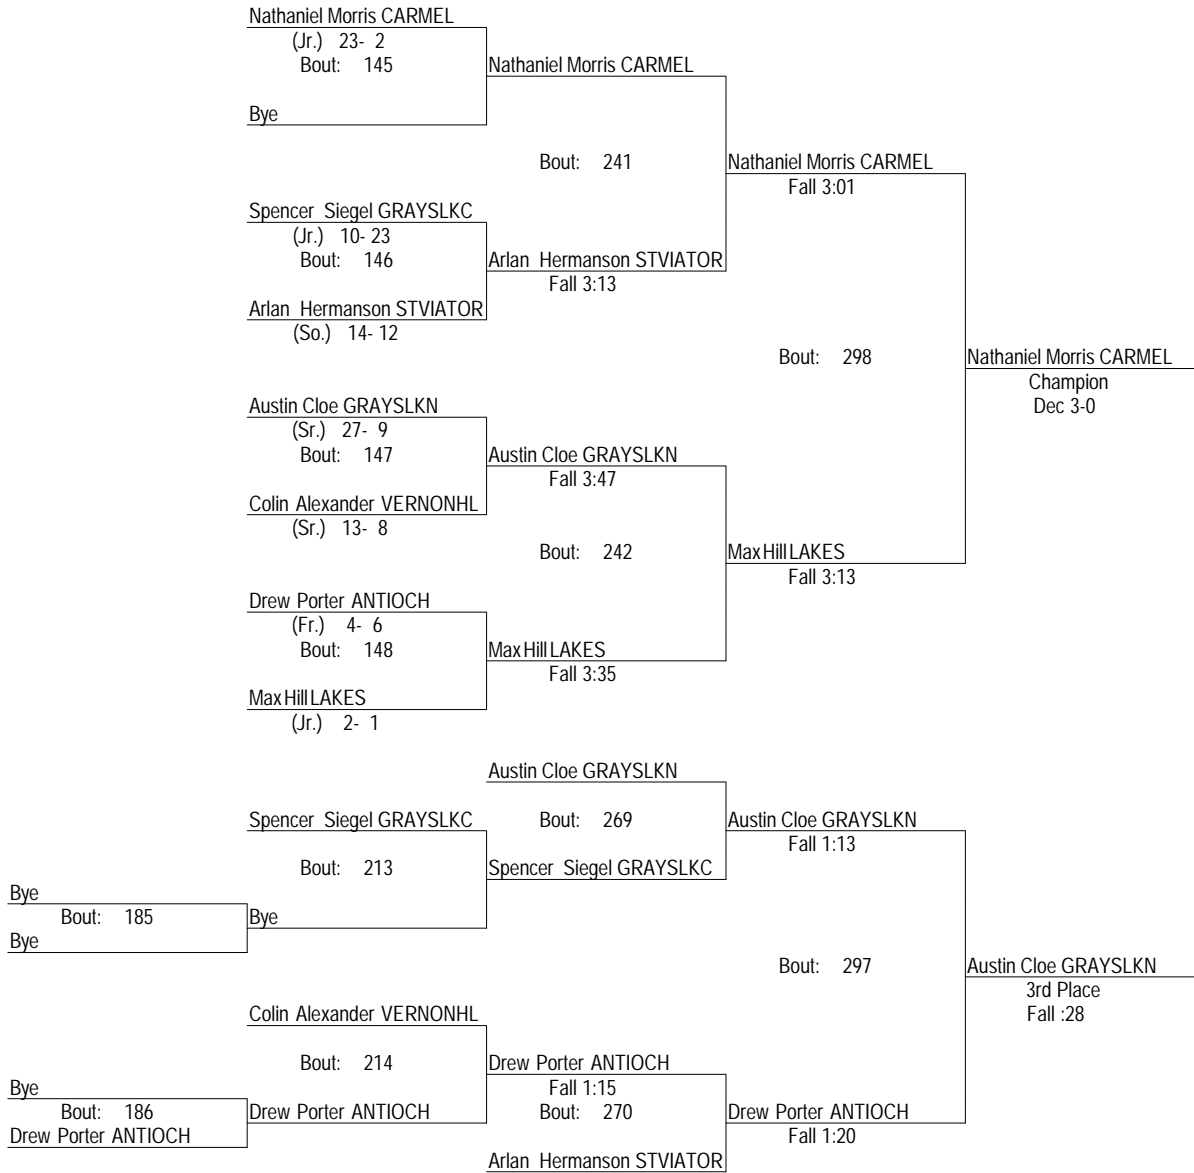 Nathaniel Morris CARMEL
(Jr.) 23- 2
Bout: 145
Nathaniel Morris CARMEL
Bye
Bout: 241
Nathaniel Morris CARMEL
Fall 3:01
Spencer Siegel GRAYSLKC
(Jr.) 10- 23
Bout: 146
Arlan Hermanson STVIATOR
Fall 3:13
Arlan Hermanson STVIATOR
(So.) 14- 12
Bout: 298
Nathaniel Morris CARMEL
Champion
Dec 3-0
Austin Cloe GRAYSLKN
(Sr.) 27- 9
Bout: 147
Austin Cloe GRAYSLKN
Fall 3:47
Colin Alexander VERNONHL
(Sr.) 13- 8
Bout: 242
Max Hill LAKES
Fall 3:13
Drew Porter ANTIOCH
(Fr.) 4- 6
Bout: 148
Max Hill LAKES
Fall 3:35
Max Hill LAKES
(Jr.) 2- 1
Austin Cloe GRAYSLKN
Spencer Siegel GRAYSLKC
Bout: 269
Austin Cloe GRAYSLKN
Fall 1:13
Bout: 213
Spencer Siegel GRAYSLKC
Bye
Bout: 185
Bye
Bye
Bout: 297
Austin Cloe GRAYSLKN
3rd Place
Fall :28
Colin Alexander VERNONHL
Bout: 214
Drew Porter ANTIOCH
Fall 1:15
Bye
Bout: 186
Drew Porter ANTIOCH
Bout: 270
Drew Porter ANTIOCH
Fall 1:20
Drew Porter ANTIOCH
Arlan Hermanson STVIATOR